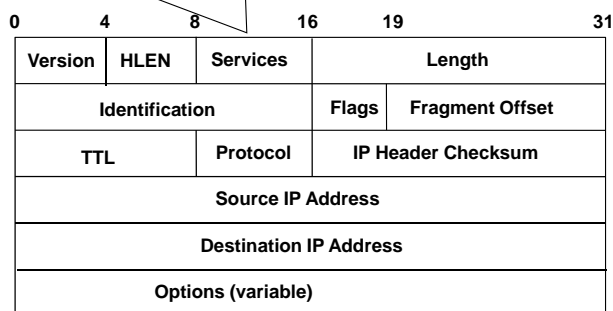 0 4 8 16 19 31
Version HLEN Services Length
Identification Flags Fragment Offset
TTL Protocol IP Header Checksum
Source IP Address
Destination IP Address
Options (variable)